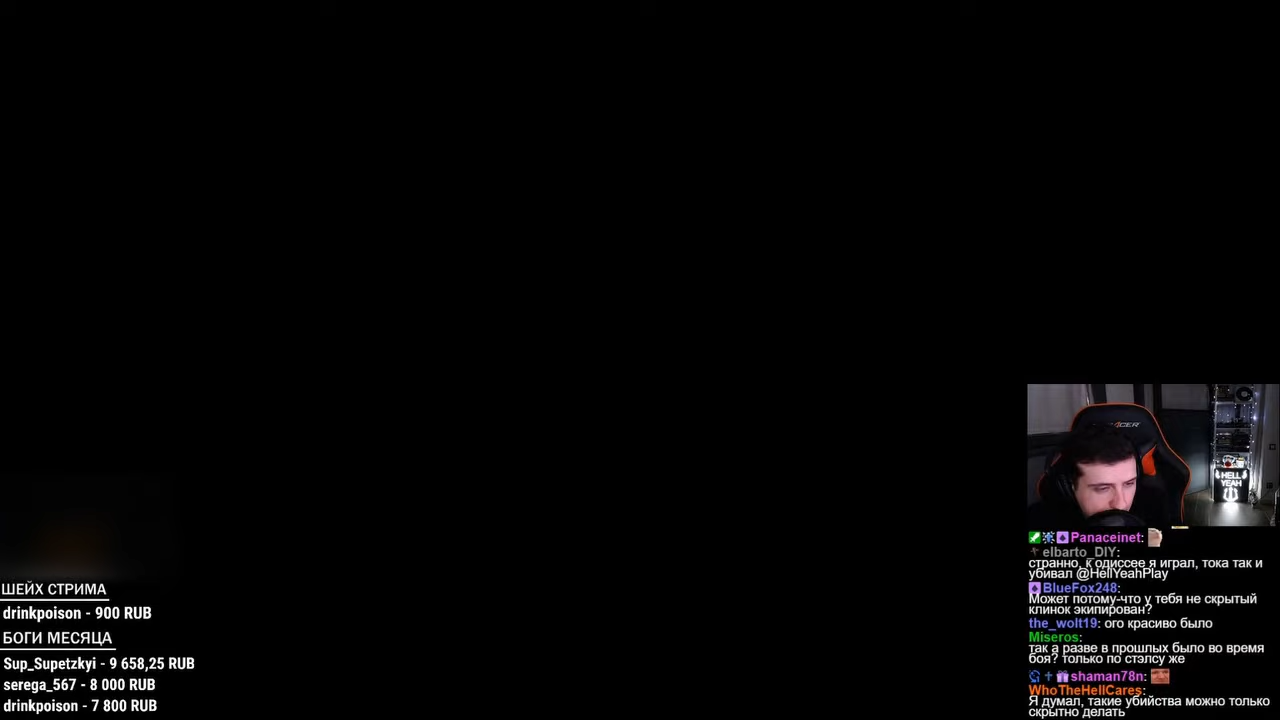 ШЕЙХ СТРИМА
drinkpoison - 900 RUB
БОГИ МЕСЯЦА
Sup_Supetzkyi - 9 658,25 RUB
serega_567 - 8 000 RUB
drinkpoison - 7 800 RUB
HELL
YEAH
Panaceinet:
elbarto_DIY:
странно, к одиссее я играл, тока так и
убивал @HellYeahPlay
BlueFox248:
Может потому-что у тебя не скрытый
клинок экипирован?
the_wolt19: ого красиво было
Miseros:
так а разве в прошлых было во время
боя? только по стэлсу же
shaman78n:
WhoTheHellCares:
Я думал, такие убийства можно только
скрытно делать